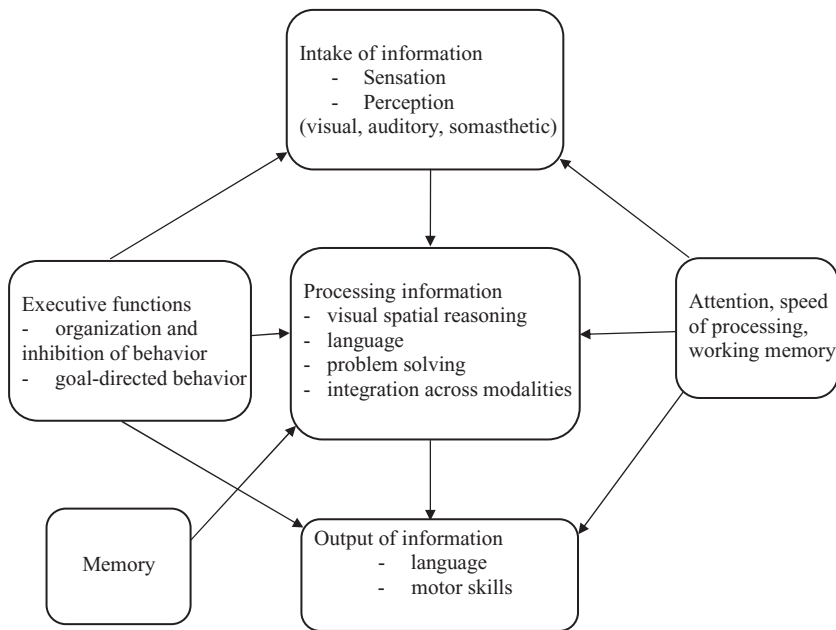 Intake of information
- Sensation
- Perception
(visual, auditory, somasthetic)
Executive functions
- organization and
inhibition of behavior
- goal-directed behavior
Processing information
- visual spatial reasoning
- language
- problem solving
- integration across modalities
Attention, speed
of processing,
working memory
Memory
Output of information
- language
- motor skills